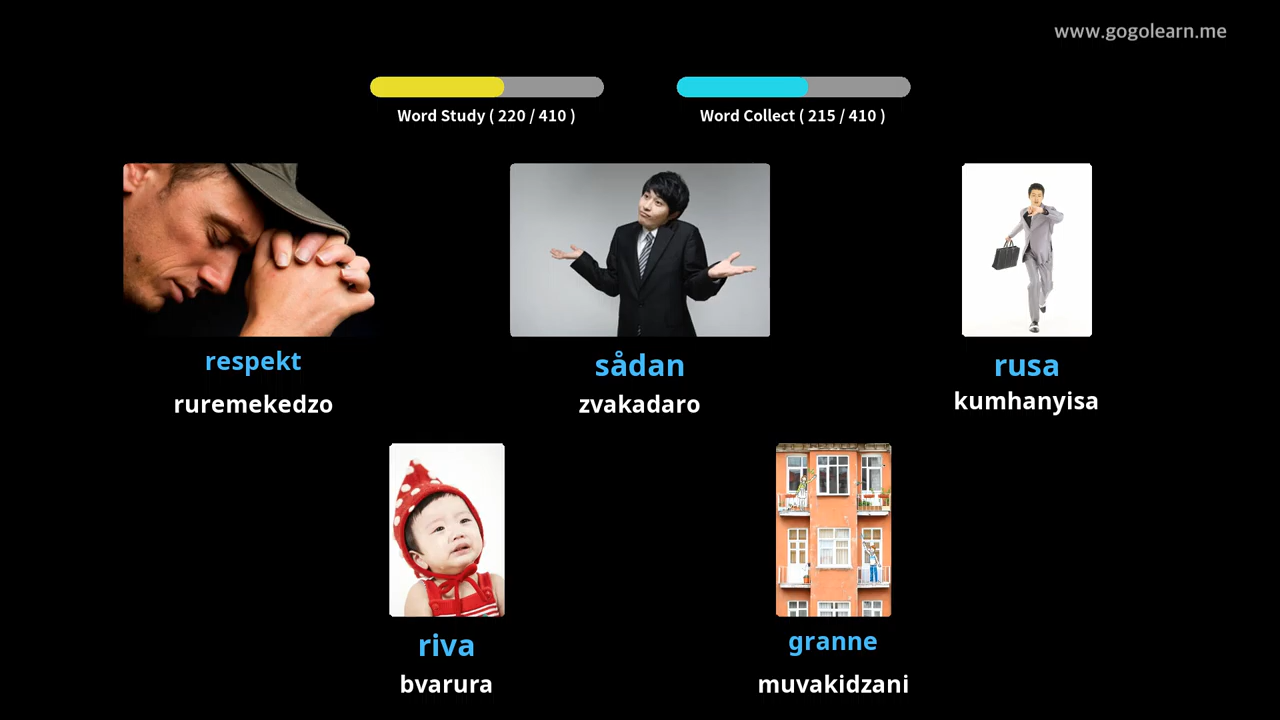 www.gogolearn.me
Word Study ( 220 / 410 )
Word Collect ( 215 / 410 )
respekt
ruremekedzo
sådan
zvakadaro
rusa
kumhanyisa
riva
bvarura
granne
muvakidzani